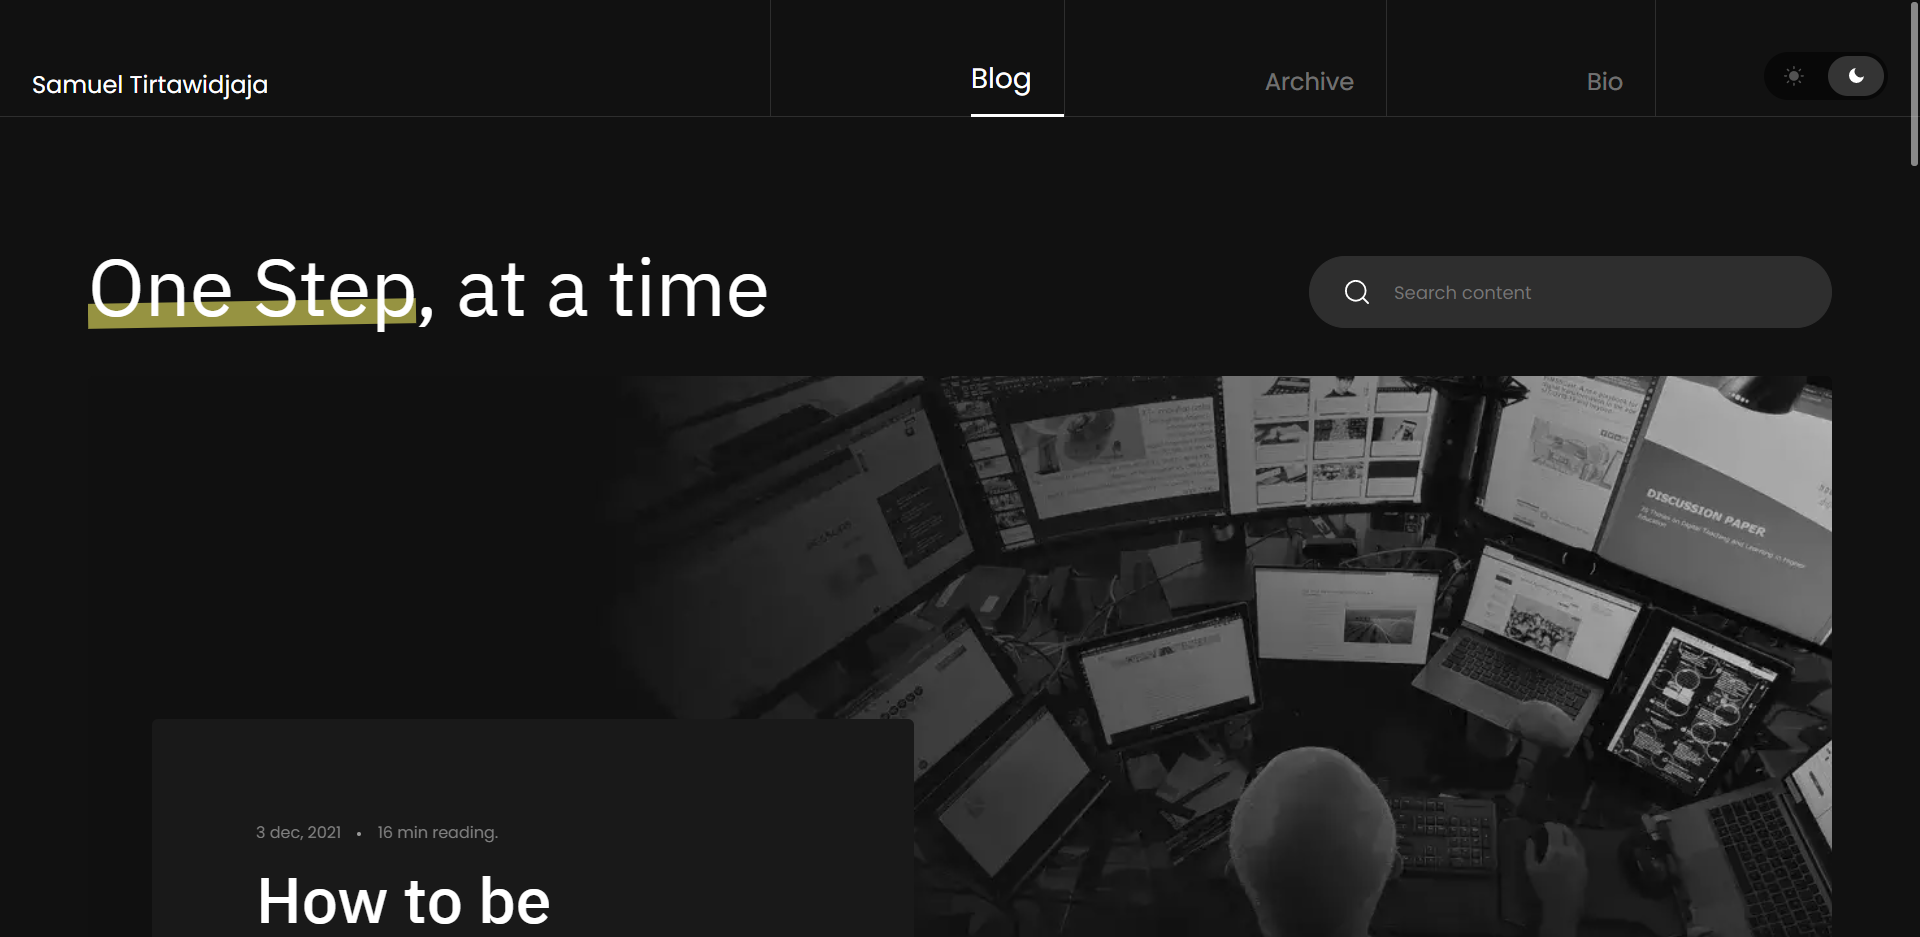 Samuel Tirtawidjaja
Blog
Archive
Bio
One Step, at a time
Search content
DISCUSSION PAPER
3 dec, 2021 • 16 min reading.
How to be